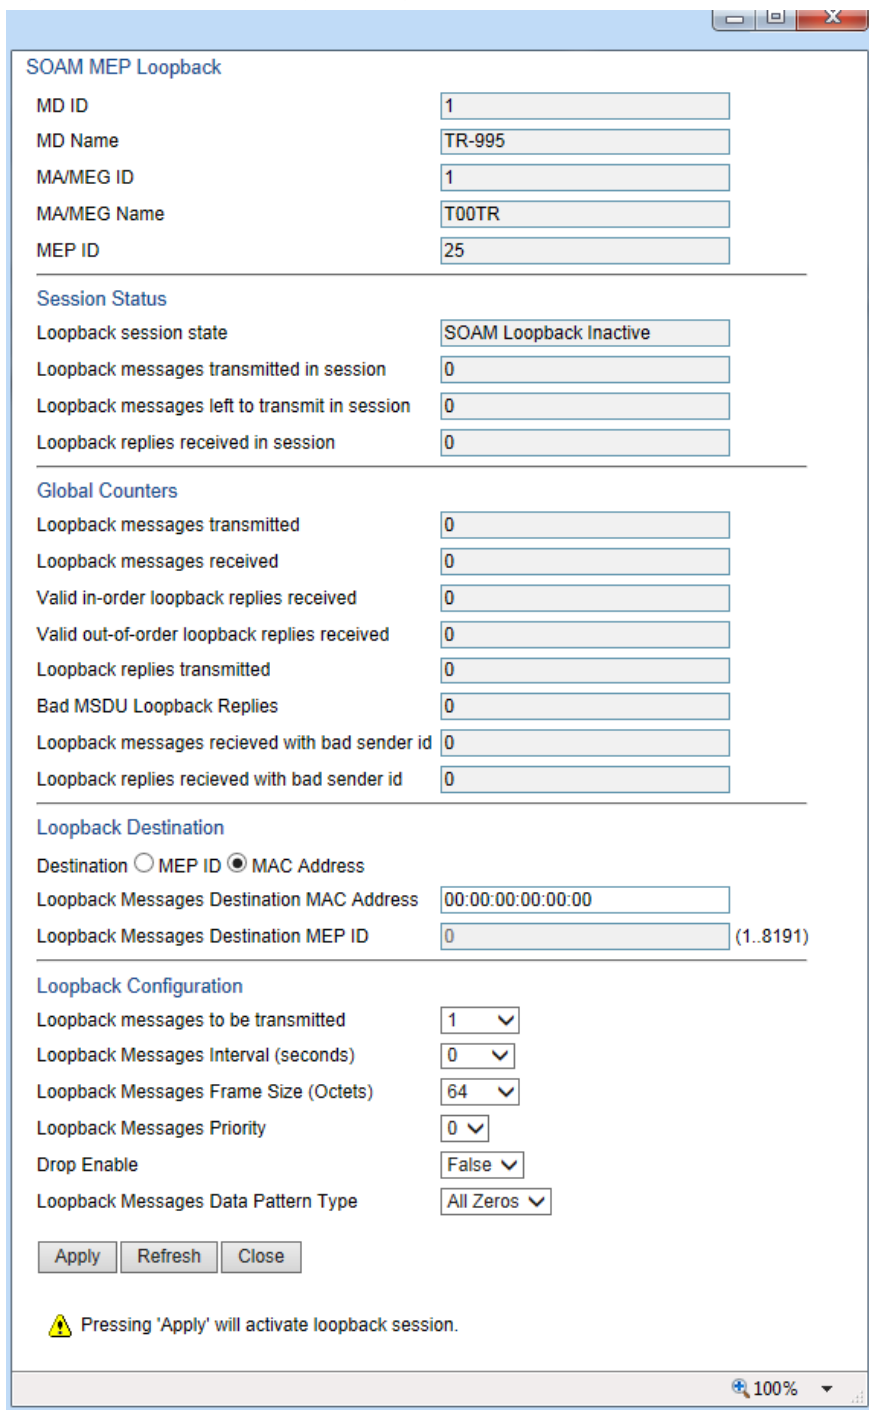 SOAM MEP Loopback
MD ID 1
MD Name TR-995
MA/MEG ID 1
MA/MEG Name T00TR
MEP ID 25
Session Status
Loopback session state SOAM Loopback Inactive
Loopback messages transmitted in session 0
Loopback messages left to transmit in session 0
Loopback replies received in session 0
Global Counters
Loopback messages transmitted 0
Loopback messages received 0
Valid in-order loopback replies received 0
Valid out-of-order loopback replies received 0
Loopback replies transmitted 0
Bad MSDU Loopback Replies 0
Loopback messages recieved with bad sender id 0
Loopback replies recieved with bad sender id 0
Loopback Destination
Destination MEP ID MAC Address
Loopback Messages Destination MAC Address 00:00:00:00:00:00
Loopback Messages Destination MEP ID 0 (1..8191)
Loopback Configuration
Loopback messages to be transmitted 1
Loopback Messages Interval (seconds) 0
Loopback Messages Frame Size (Octets) 64
Loopback Messages Priority 0
Drop Enable False
Loopback Messages Data Pattern Type All Zeros
Apply Refresh Close
Pressing 'Apply' will activate loopback session.
100%